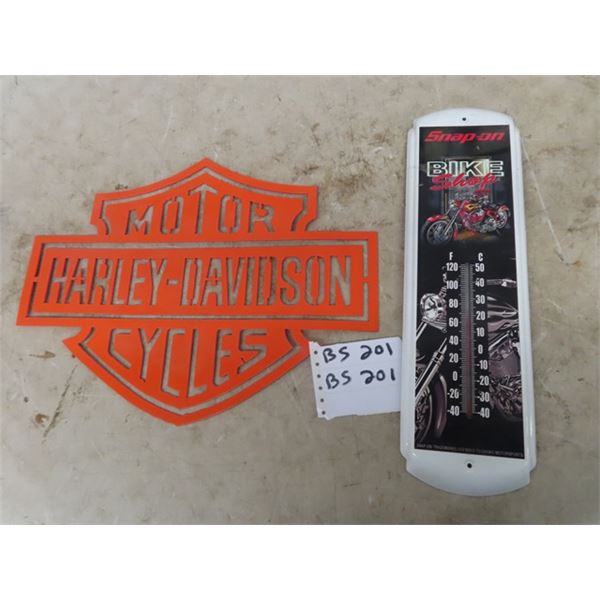 MOTOR
HARLEY-DAVIDSON
CYCLES
BS 201
BS 201
Snap-on
BIKE
Shop
F C
120 50
100 40
80 30
60 20
40 10
20 0
0 -10
-20 -20
-30
-40 -40